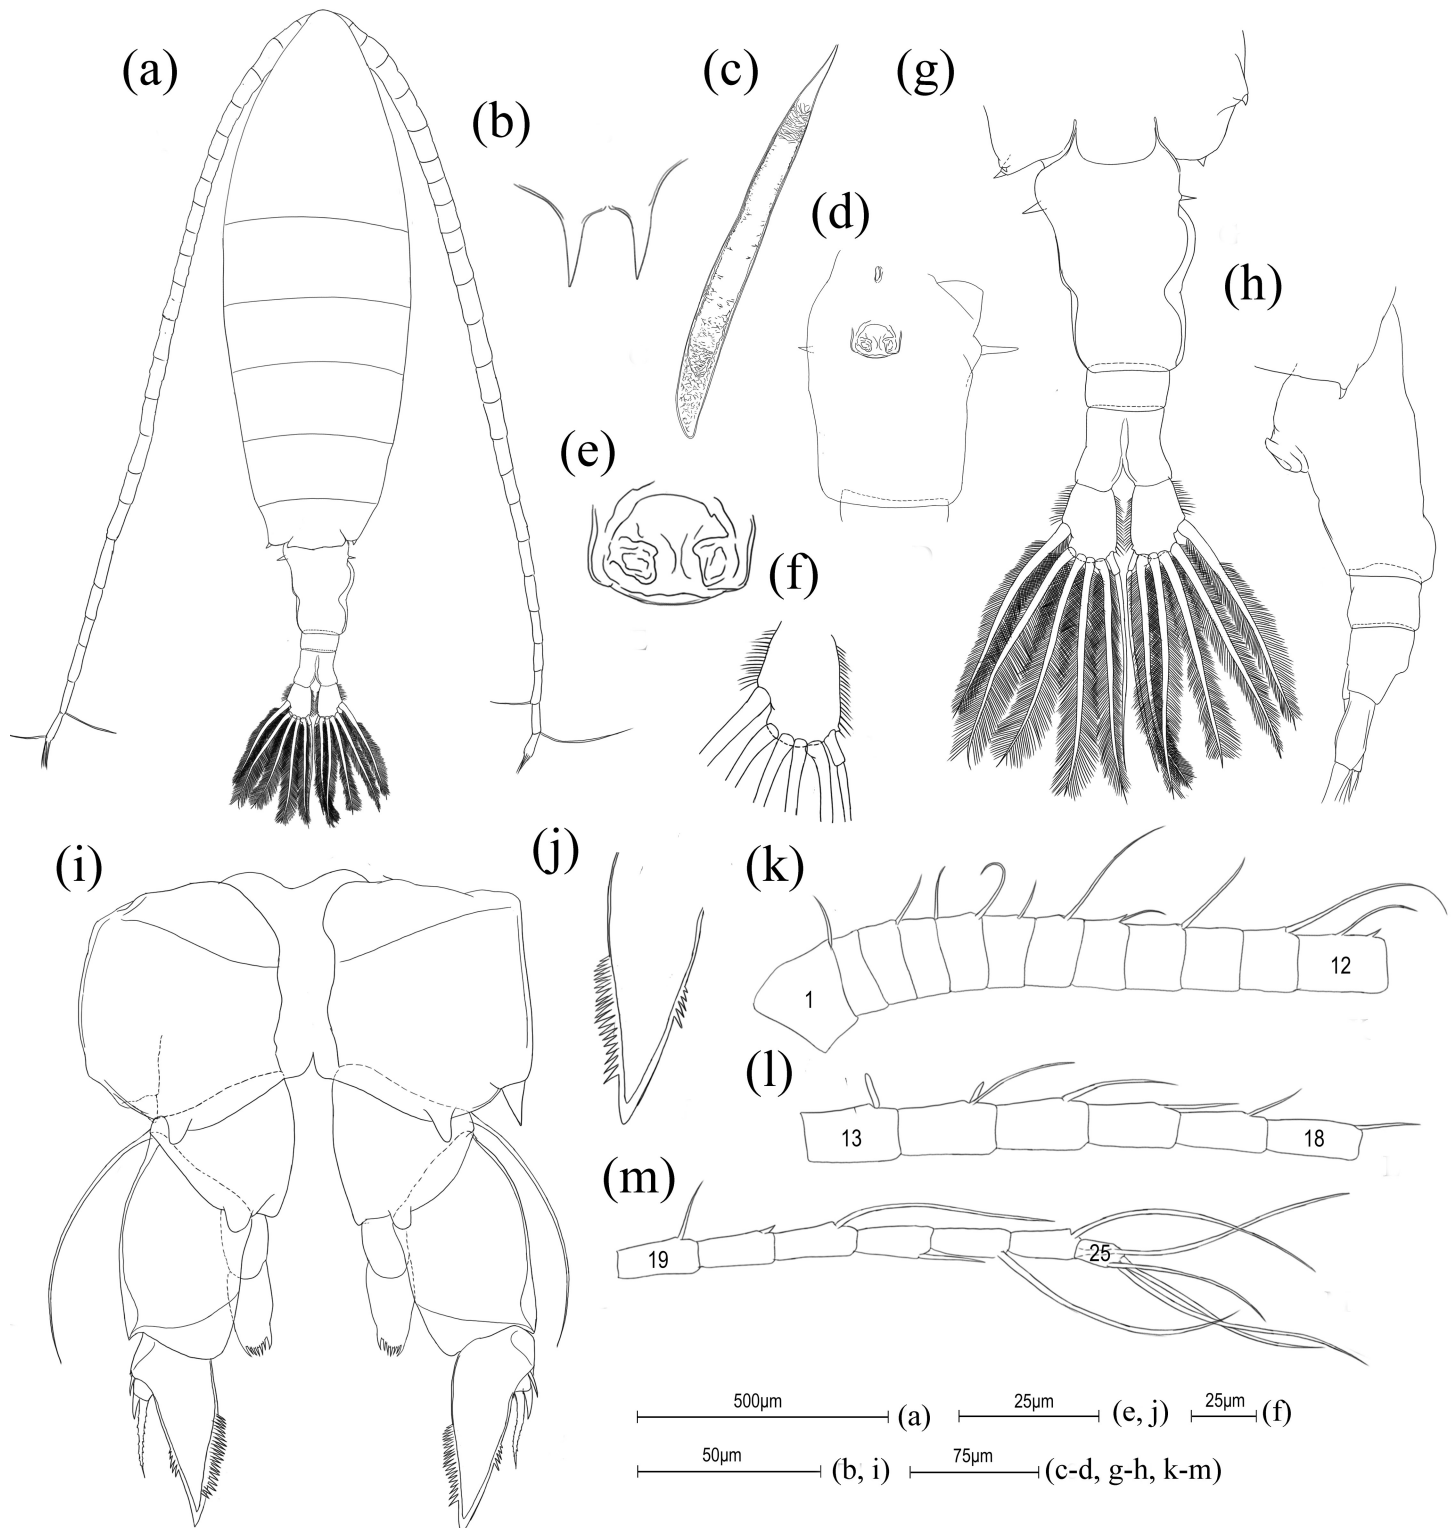 (a)
(b)
(c)
(d)
(e)
(f)
(g)
(h)
(i)
(j)
(k)
1
12
(l)
13
18
(m)
19
25
500µm (a)
25µm (e, j)
25µm (f)
50µm (b, i)
75µm (c-d, g-h, k-m)